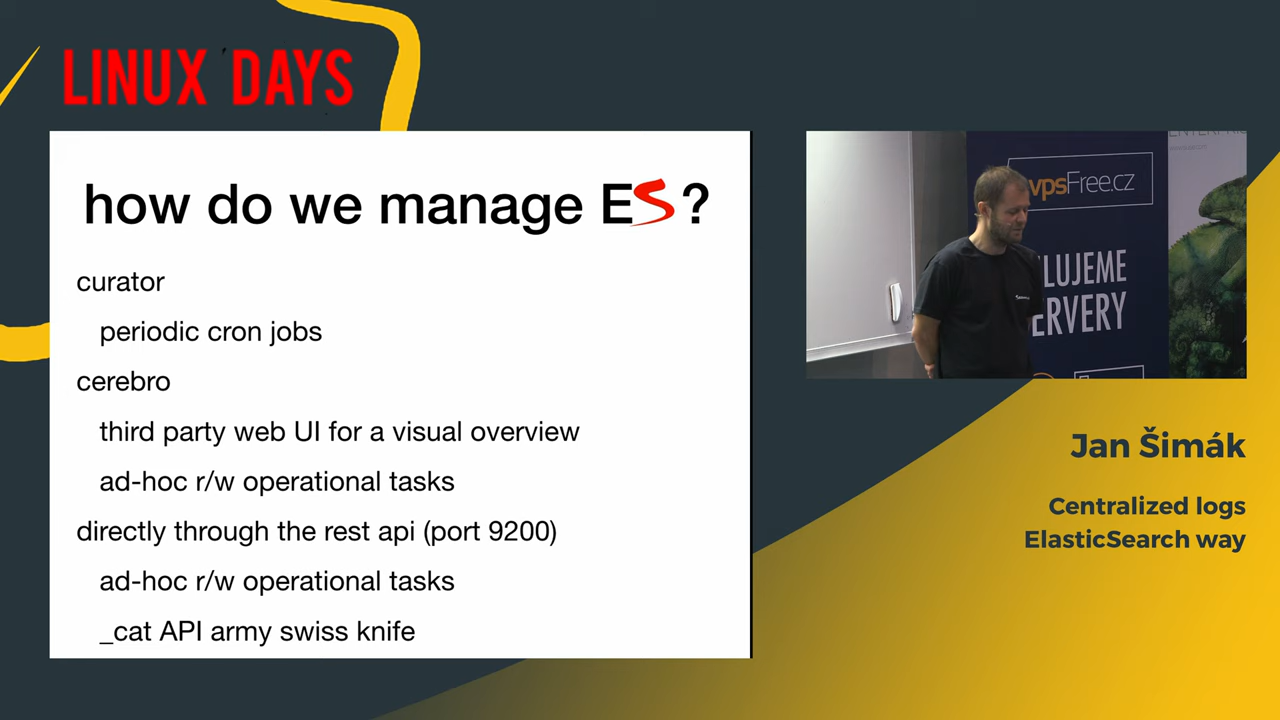 LINUX DAYS
how do we manage ES?
curator
periodic cron jobs
cerebro
third party web UI for a visual overview
ad-hoc r/w operational tasks
directly through the rest api (port 9200)
ad-hoc r/w operational tasks
_cat API army swiss knife
vpsFree.cz
LUJEME
ERVERY
Jan Šimák
Centralized logs
ElasticSearch way